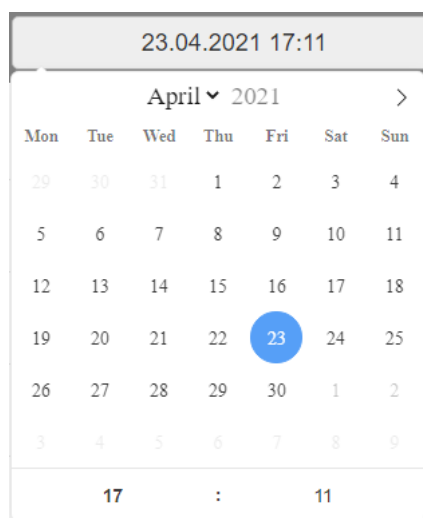 23.04.2021 17:11
April 2021
Mon Tue Wed Thu Fri Sat Sun
29 30 31 1 2 3 4
5 6 7 8 9 10 11
12 13 14 15 16 17 18
19 20 21 22 23 24 25
26 27 28 29 30 1 2
3 4 5 6 7 8 9
17 : 11